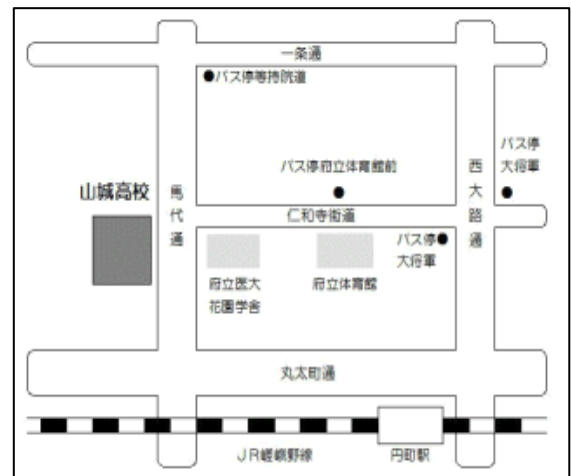 一条通
●バス停等持院道
バス停
大将軍
●
バス停府立体育館前
●
西大路通
山城高校
馬代通
仁和寺街道
バス停●
大将軍
府立医大
花園学舎
府立体育館
丸太町通
JR嵯峨野線
円町駅